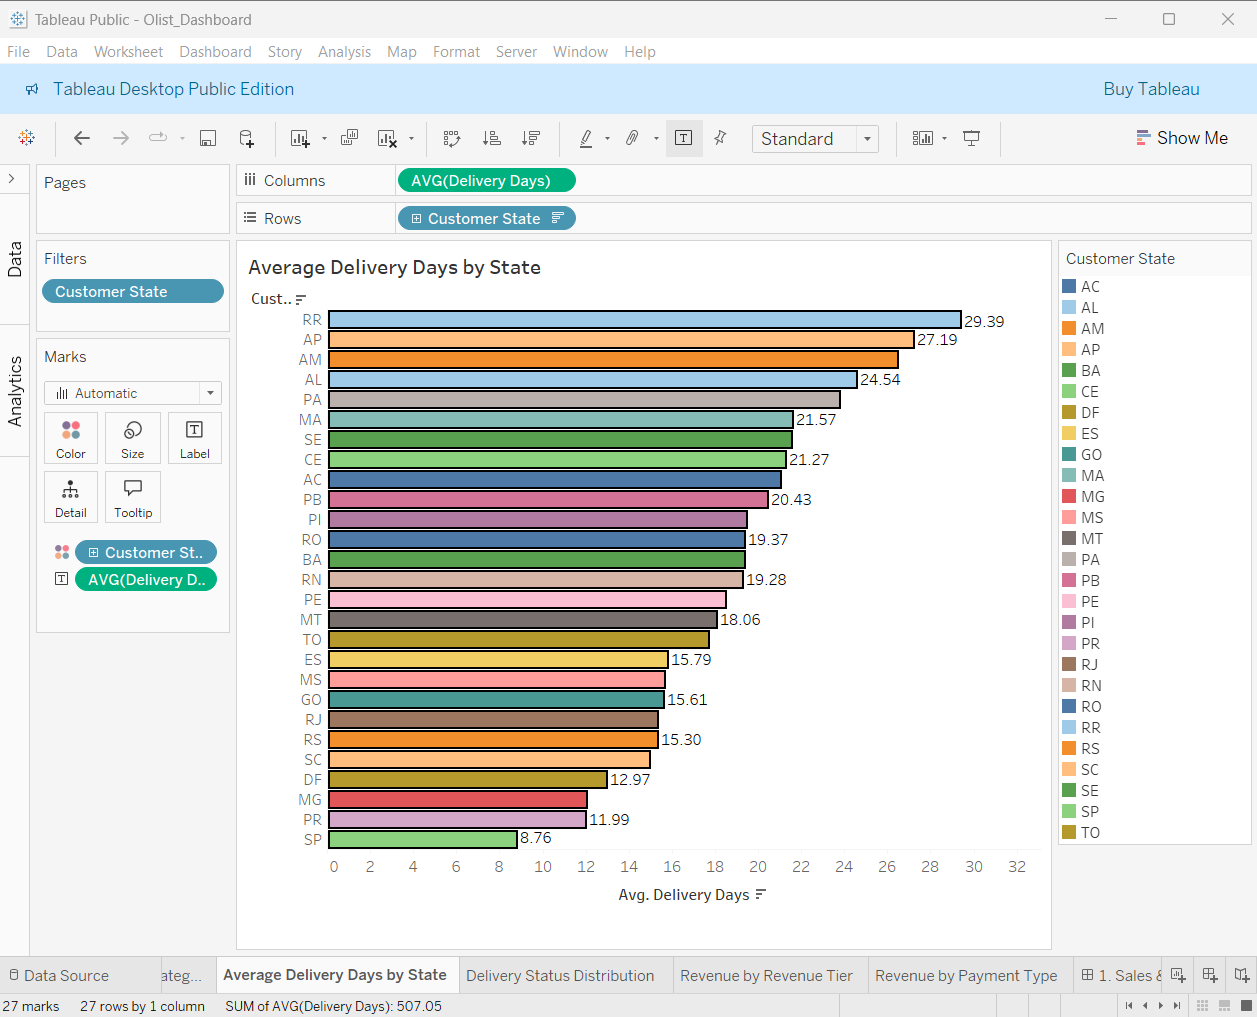 Tableau Public - Olist_Dashboard
File Data Worksheet Dashboard Story Analysis Map Format Server Window Help
Tableau Desktop Public Edition Buy Tableau
Standard Show Me
Pages
Columns AVG(Delivery Days)
Rows Customer State
Data
Analytics
Filters
Customer State
Marks
Automatic
Color Size Label
Detail Tooltip
Customer St..
AVG(Delivery D..
Average Delivery Days by State
Cust..
RR 29.39
AP 27.19
AM
AL 24.54
PA
MA 21.57
SE
CE 21.27
AC
PB 20.43
PI
RO 19.37
BA
RN 19.28
PE
MT 18.06
TO
ES 15.79
MS
GO 15.61
RJ
RS 15.30
SC
DF 12.97
MG
PR 11.99
SP 8.76
0 2 4 6 8 10 12 14 16 18 20 22 24 26 28 30 32
Avg. Delivery Days
Customer State
AC
AL
AM
AP
BA
CE
DF
ES
GO
MA
MG
MS
MT
PA
PB
PE
PI
PR
RJ
RN
RO
RR
RS
SC
SE
SP
TO
Data Source ateg... Average Delivery Days by State Delivery Status Distribution Revenue by Revenue Tier Revenue by Payment Type 1. Sales &
27 marks 27 rows by 1 column SUM of AVG(Delivery Days): 507.05